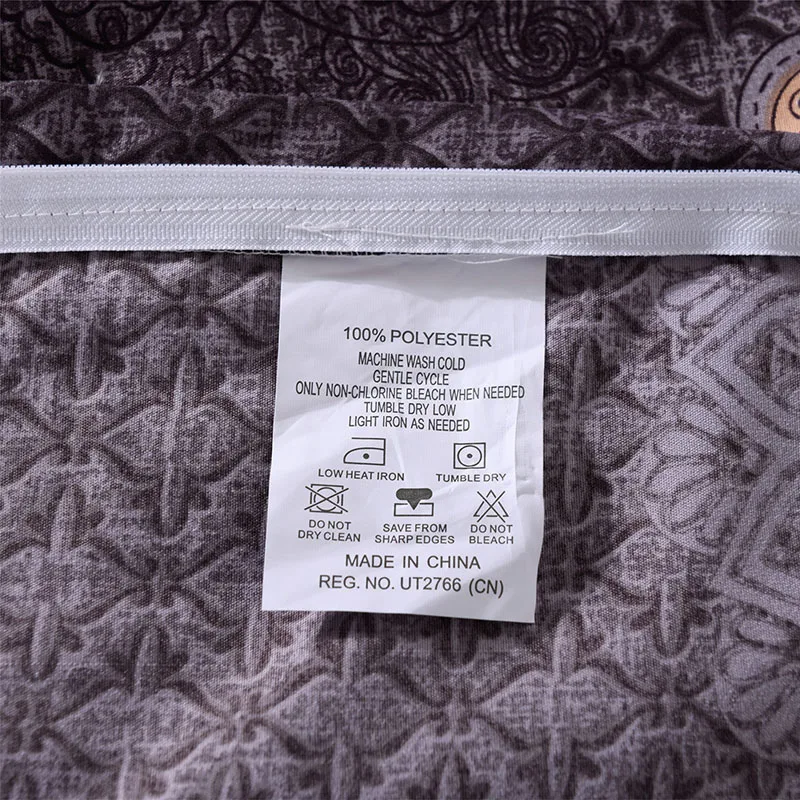 100% POLYESTER
MACHINE WASH COLD
GENTLE CYCLE
ONLY NON-CHLORINE BLEACH WHEN NEEDED
TUMBLE DRY LOW
LIGHT IRON AS NEEDED
LOW HEAT IRON TUMBLE DRY
DO NOT SAVE FROM DO NOT
DRY CLEAN SHARP EDGES BLEACH
MADE IN CHINA
REG. NO. UT2766 (CN)